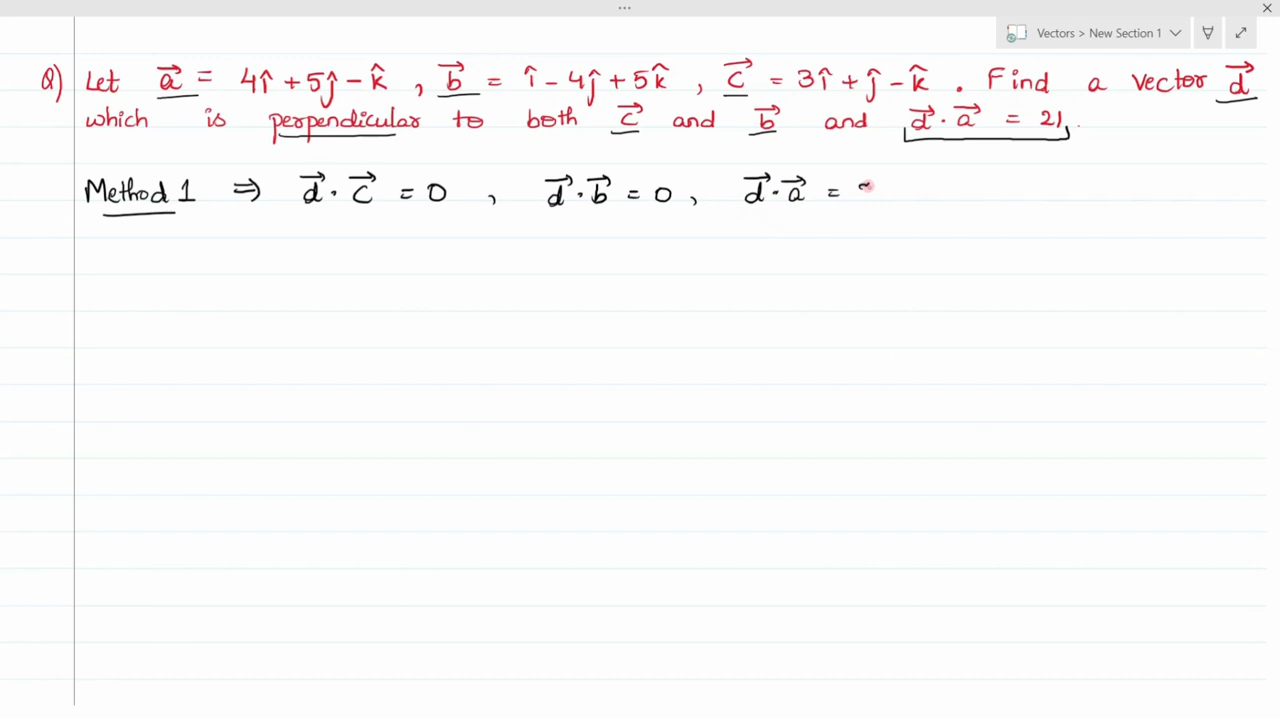 Vectors > New Section 1
Q) Let a⃗ = 4î + 5ĵ - k̂ , b⃗ = î - 4ĵ + 5k̂ , c⃗ = 3î + ĵ - k̂ . Find a vector d⃗
which is perpendicular to both c⃗ and b⃗ and d⃗ . a⃗ = 21 .
Method 1 ⇒ d⃗ . c⃗ = 0 , d⃗ . b⃗ = 0 , d⃗ . a⃗ =